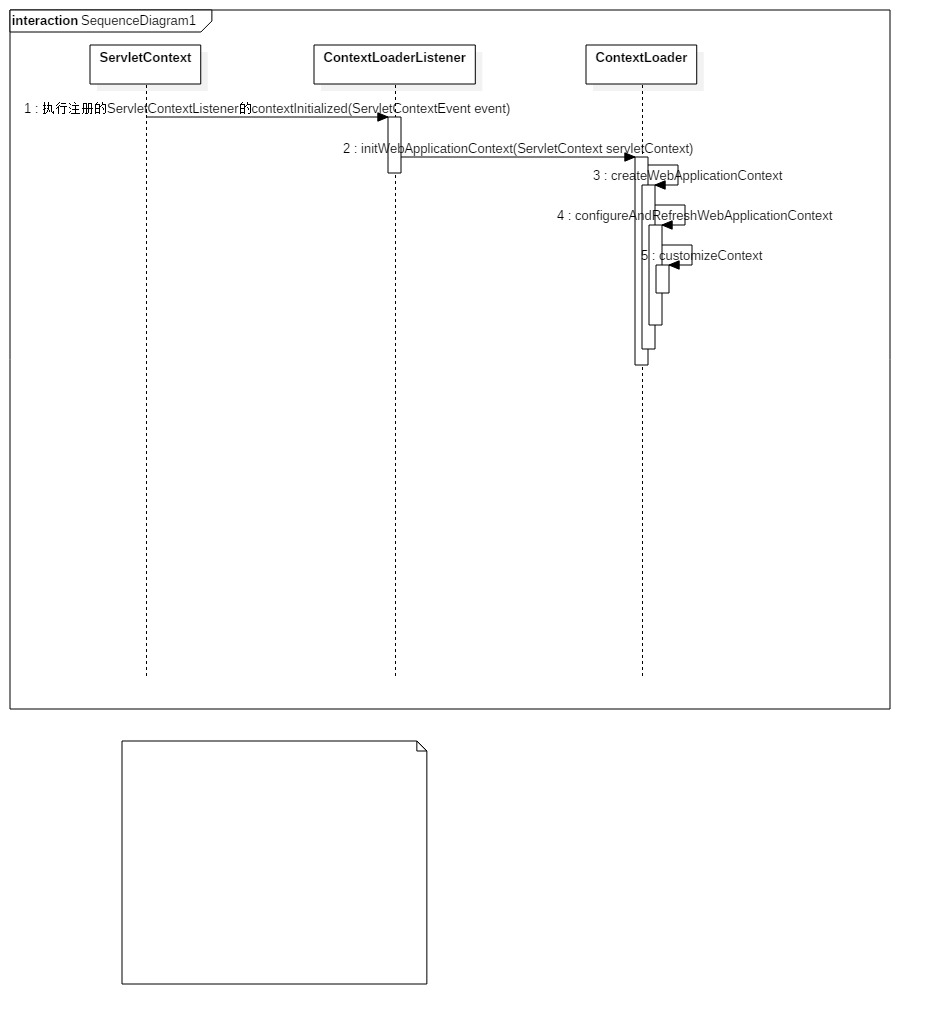 interaction SequenceDiagram1
ServletContext
ContextLoaderListener
ContextLoader
1 : 执行注册的ServletContextListener的contextInitialized(ServletContextEvent event)
2 : initWebApplicationContext(ServletContext servletContext)
3 : createWebApplicationContext
4 : configureAndRefreshWebApplicationContext
5 : customizeContext